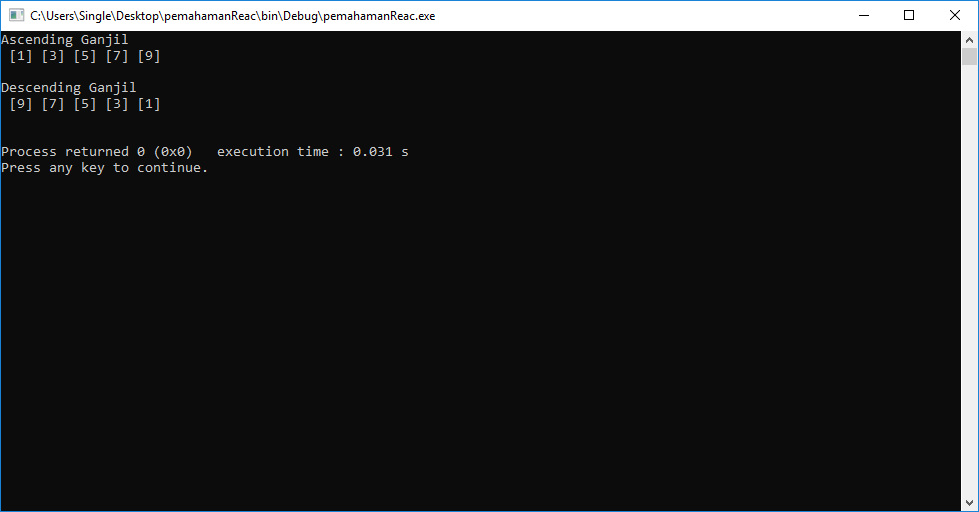 C:\Users\Single\Desktop\pemahamanReac\bin\Debug\pemahamanReac.exe
Ascending Ganjil
[1] [3] [5] [7] [9]
Descending Ganjil
[9] [7] [5] [3] [1]
Process returned 0 (0x0)   execution time : 0.031 s
Press any key to continue.